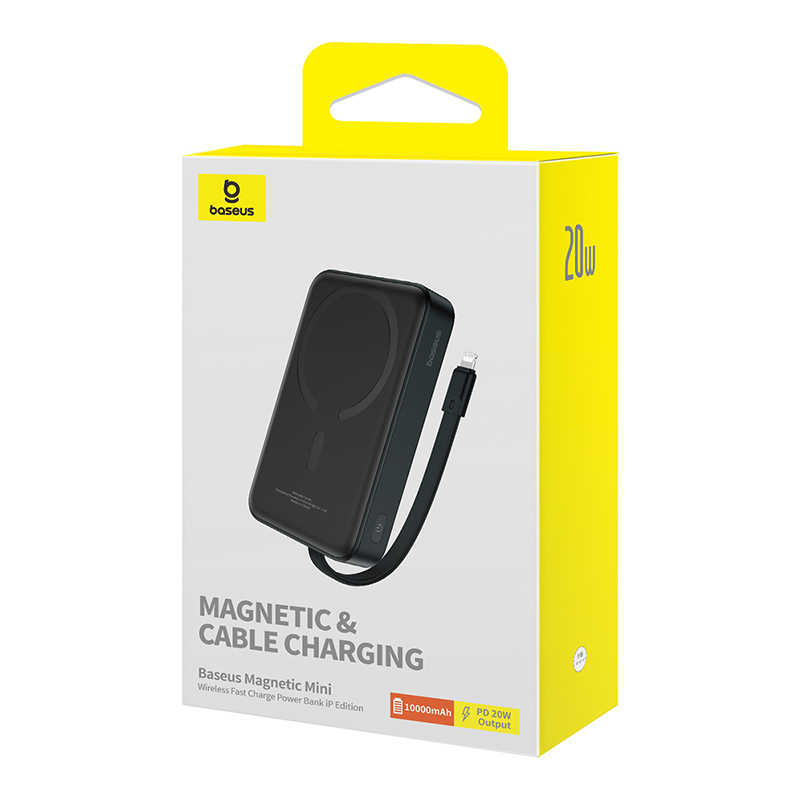 baseus
20W
baseus
MAGNETIC &
CABLE CHARGING
Baseus Magnetic Mini
Wireless Fast Charge Power Bank iP Edition
10000mAh
PD 20W
Output